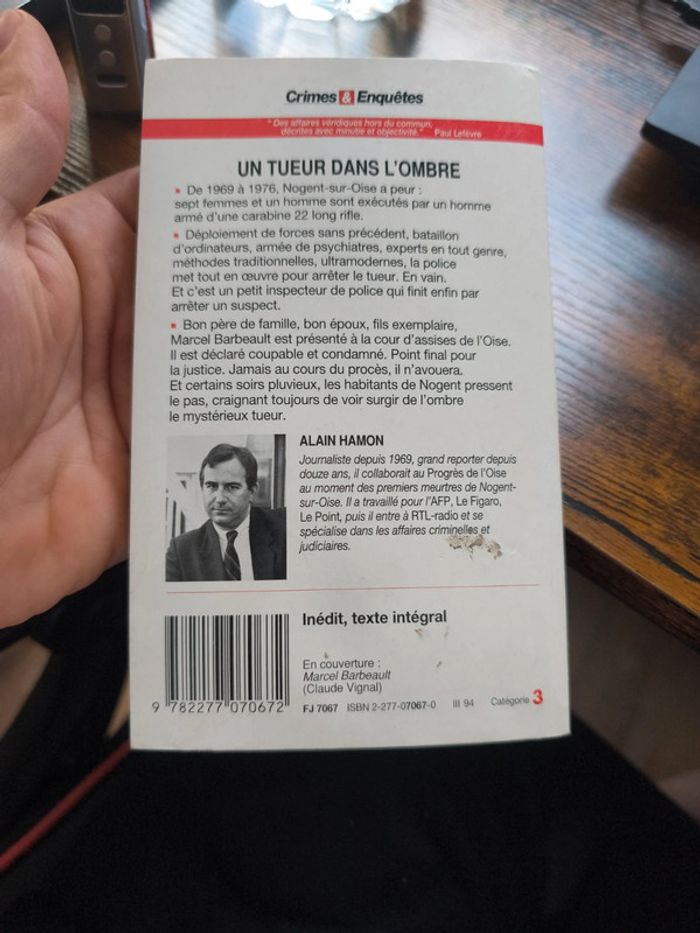 Crimes & Enquêtes
" Des affaires véridiques hors du commun,
décrites avec minutie et objectivité." Paul Lefèvre
UN TUEUR DANS L'OMBRE
▪ De 1969 à 1976, Nogent-sur-Oise a peur :
sept femmes et un homme sont exécutés par un homme
armé d'une carabine 22 long rifle.
▪ Déploiement de forces sans précédent, bataillon
d'ordinateurs, armée de psychiatres, experts en tout genre,
méthodes traditionnelles, ultramodernes, la police
met tout en œuvre pour arrêter le tueur. En vain.
Et c'est un petit inspecteur de police qui finit enfin par
arrêter un suspect.
▪ Bon père de famille, bon époux, fils exemplaire,
Marcel Barbeault est présenté à la cour d'assises de l'Oise.
Il est déclaré coupable et condamné. Point final pour
la justice. Jamais au cours du procès, il n'avouera.
Et certains soirs pluvieux, les habitants de Nogent pressent
le pas, craignant toujours de voir surgir de l'ombre
le mystérieux tueur.
ALAIN HAMON
Journaliste depuis 1969, grand reporter depuis
douze ans, il collaborait au Progrès de l'Oise
au moment des premiers meurtres de Nogent-
sur-Oise. Il a travaillé pour l'AFP, Le Figaro,
Le Point, puis il entre à RTL-radio et se
spécialise dans les affaires criminelles et
judiciaires.
Inédit, texte intégral
En couverture :
Marcel Barbeault
(Claude Vignal)
9 782277 070672
FJ 7067 ISBN 2-277-07067-0 III 94 Catégorie 3